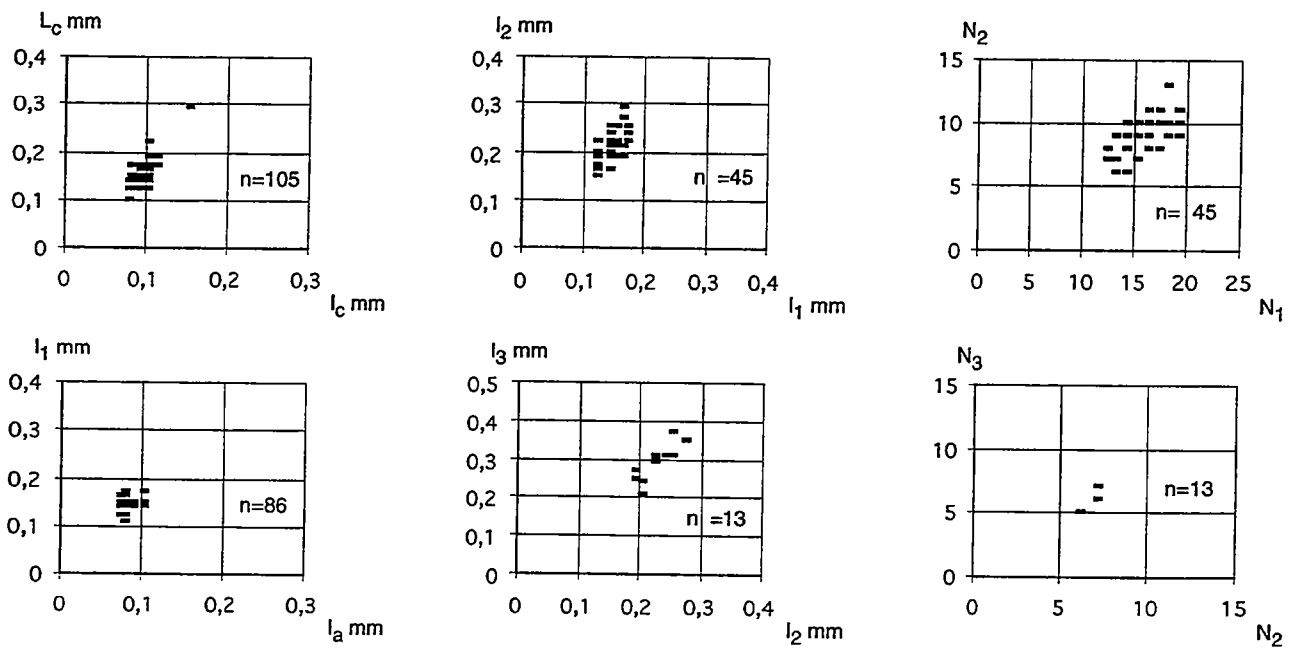 L_c mm
0,4
0,3
0,2
0,1
0
n=105
0 0,1 0,2 0,3
l_c mm
l_2 mm
0,4
0,3
0,2
0,1
0
n =45
0 0,1 0,2 0,3 0,4
l_1 mm
N_2
15
10
5
0
n= 45
0 5 10 15 20 25
N_1
l_1 mm
0,4
0,3
0,2
0,1
0
n=86
0 0,1 0,2 0,3
l_a mm
l_3 mm
0,5
0,4
0,3
0,2
0,1
0
n =13
0 0,1 0,2 0,3 0,4
l_2 mm
N_3
15
10
5
0
n=13
0 5 10 15
N_2